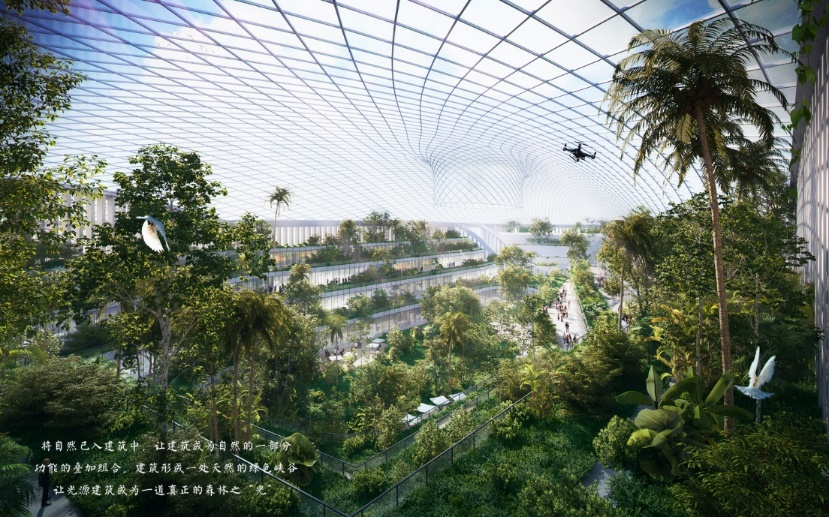 将自然已入建筑中，让建筑成为自然的一部分
功能的叠加组合，建筑形成一处天然的绿色峡谷
让光源建筑成为一道真正的森林之 光